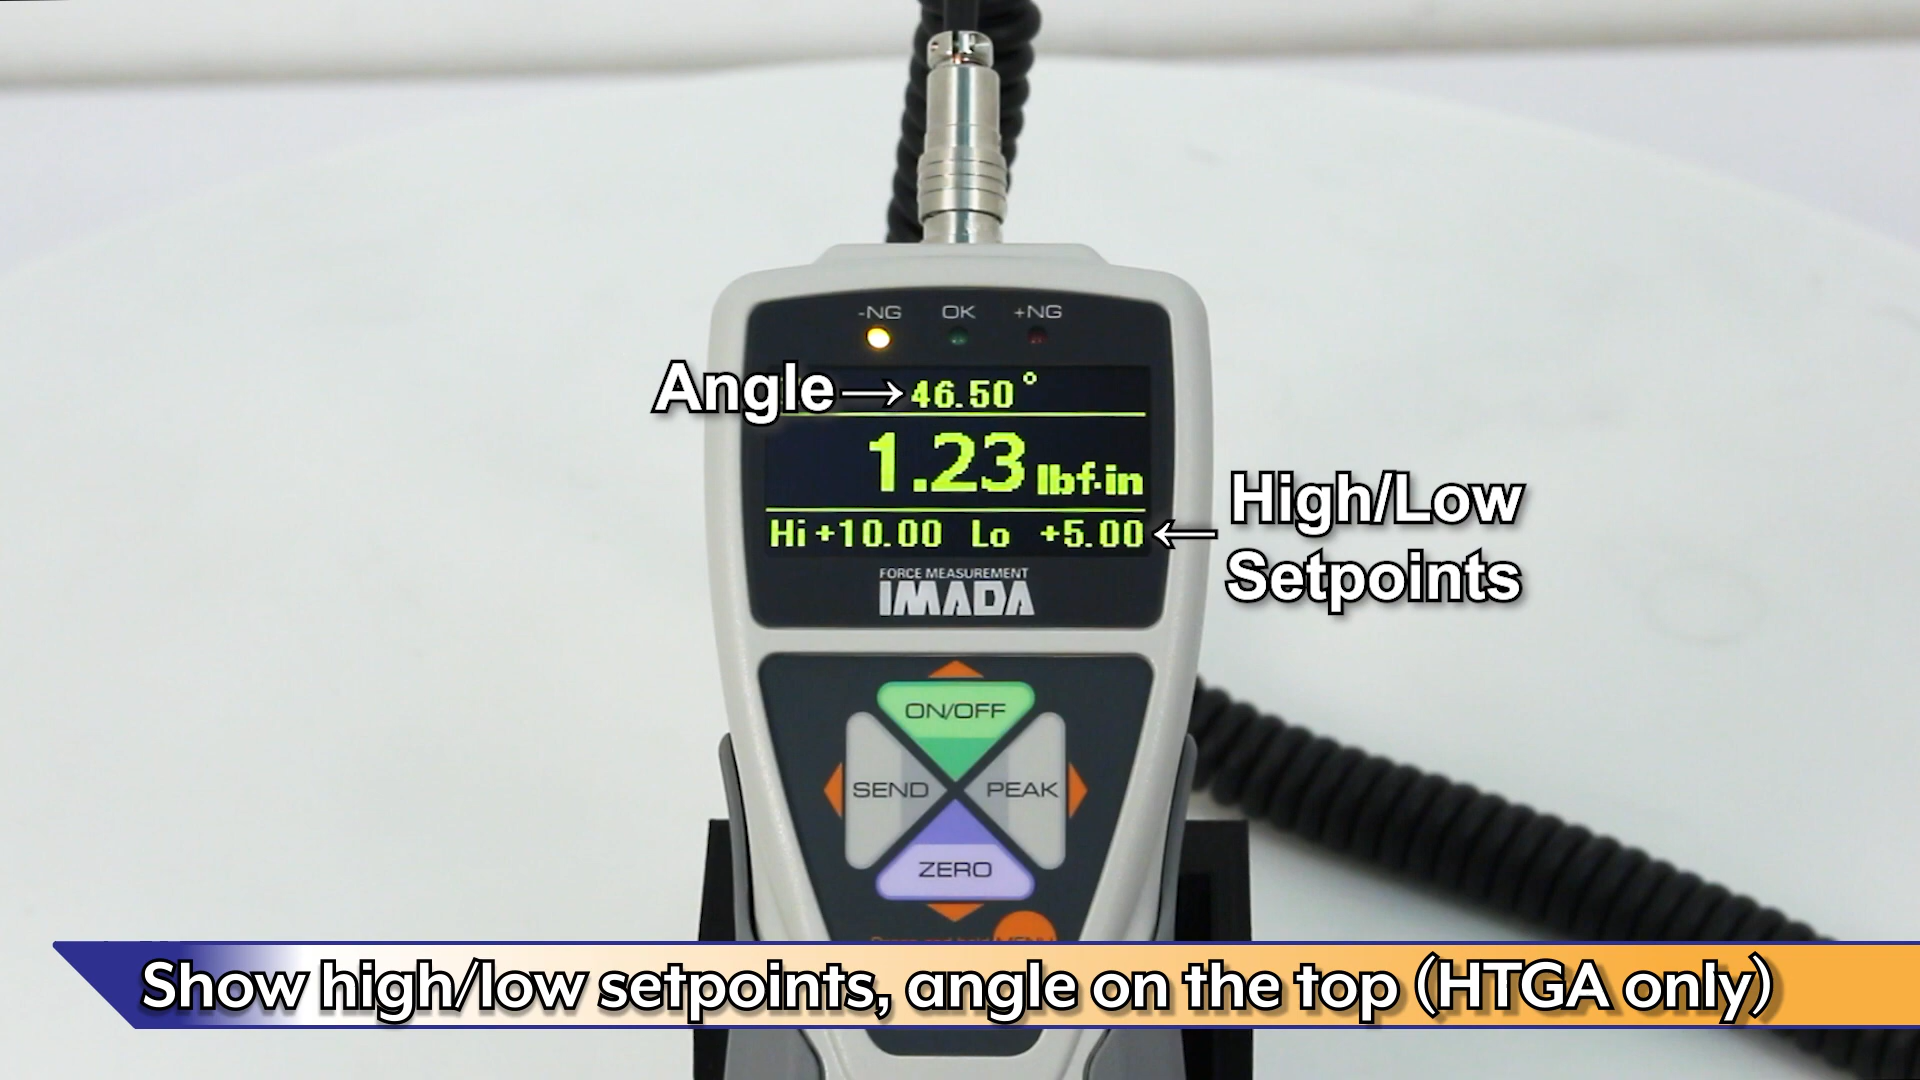 -NG OK +NG
Angle→46.50°
1.23 lbf·in
Hi +10.00 Lo +5.00
←High/Low
Setpoints
FORCE MEASUREMENT
IMADA
ON/OFF
SEND PEAK
ZERO
Show high/low setpoints, angle on the top (HTGA only)